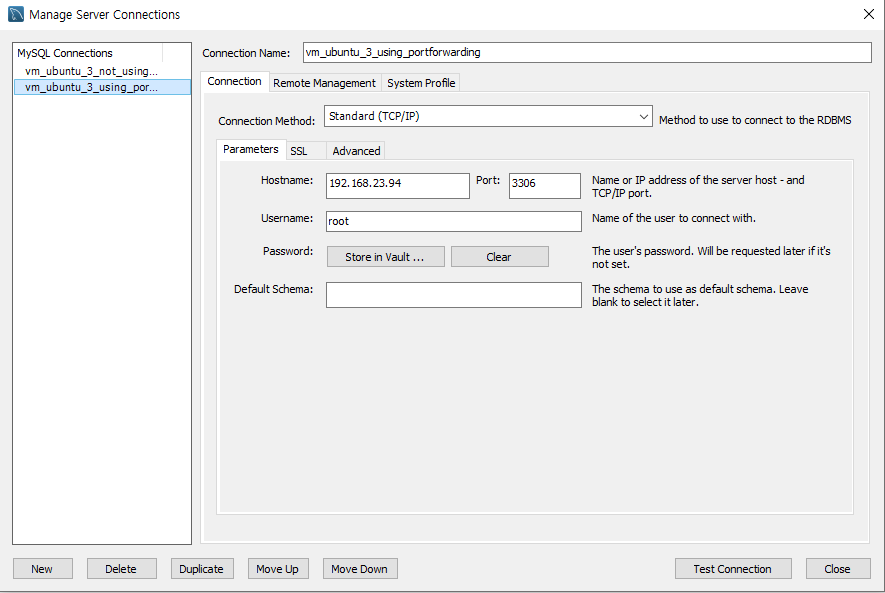 Manage Server Connections
MySQL Connections
vm_ubuntu_3_not_using...
vm_ubuntu_3_using_por...
Connection Name: vm_ubuntu_3_using_portforwarding
Connection Remote Management System Profile
Connection Method: Standard (TCP/IP) Method to use to connect to the RDBMS
Parameters SSL Advanced
Hostname: 192.168.23.94 Port: 3306 Name or IP address of the server host - and
TCP/IP port.
Username: root Name of the user to connect with.
Password: Store in Vault ... Clear The user's password. Will be requested later if it's
not set.
Default Schema: The schema to use as default schema. Leave
blank to select it later.
New Delete Duplicate Move Up Move Down Test Connection Close